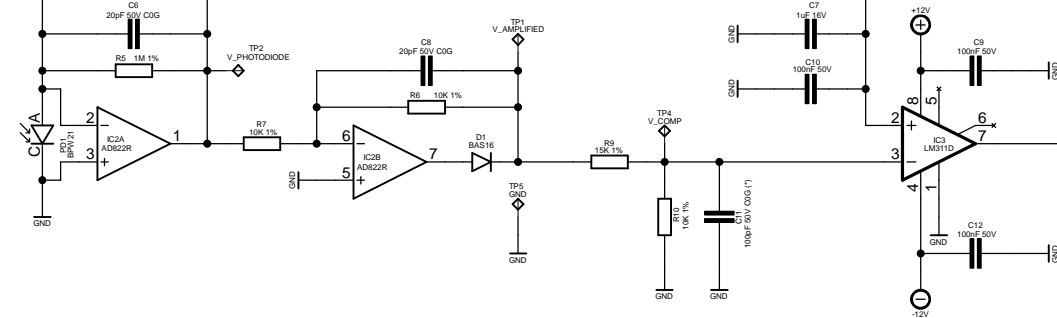 C6
20pF 50V C0G
R5 1M 1%
TP2
V_PHOTODIODE
A
C
PD1
BPW21
2
3
1
IC2A
AD822R
GND
R7
10K 1%
C8
20pF 50V C0G
R6 10K 1%
TP1
V_AMPLIFIED
6
5
7
IC2B
AD822R
GND
D1
BAS16
TP5
GND
GND
R9
15K 1%
TP4
V_COMP
R10
10K 1%
GND
C11
100pF 50V C0G (*)
GND
C7
1uF 16V
GND
C10
100nF 50V
GND
+12V
C9
100nF 50V
GND
8
5
6
7
2
3
4
1
IC3
LM311D
GND
C12
100nF 50V
GND
-12V